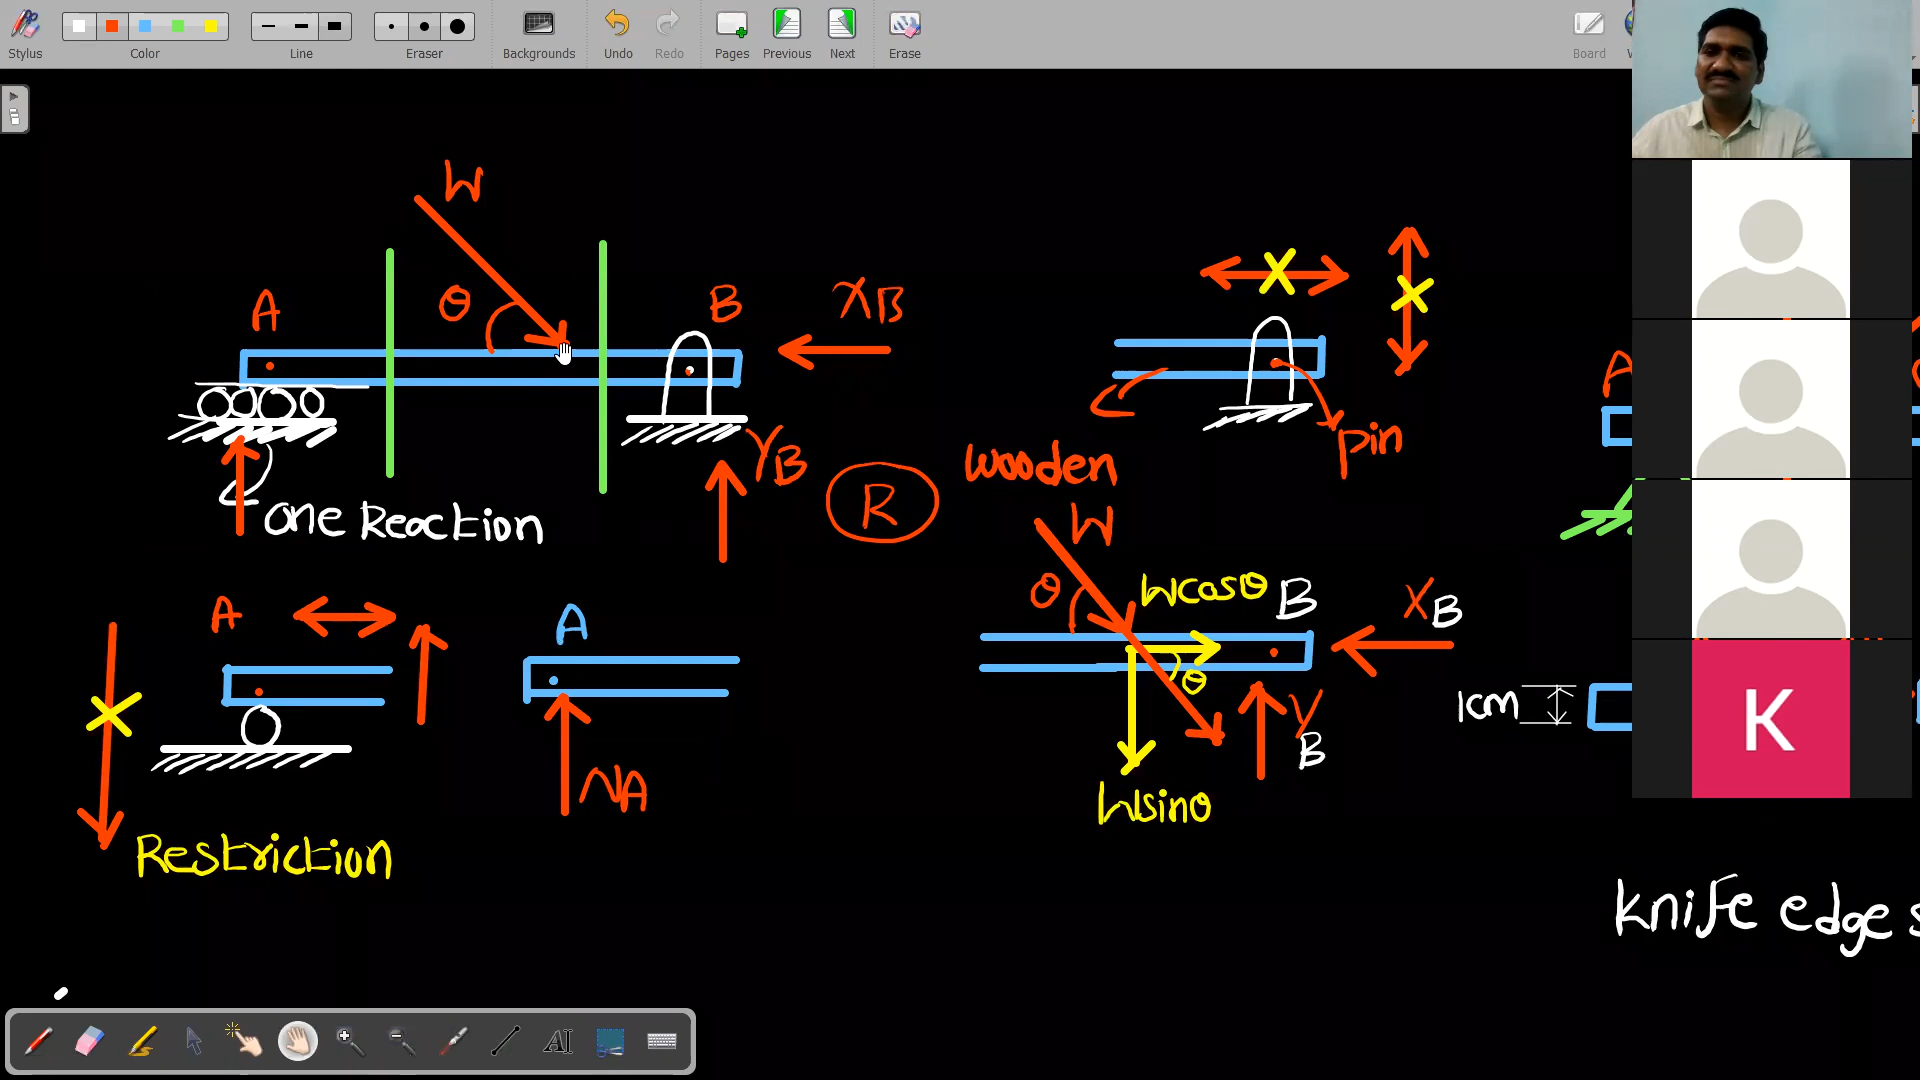 Stylus
Color
Line
Eraser
Backgrounds
Undo
Redo
Pages
Previous
Next
Erase
Board
W
θ
A
B
XB
YB
R
One Reaction
wooden
pin
A
A
A
NA
Restriction
W
θ
Wcosθ
B
XB
θ
YB
Wsinθ
1cm
K
knife edge s
AI